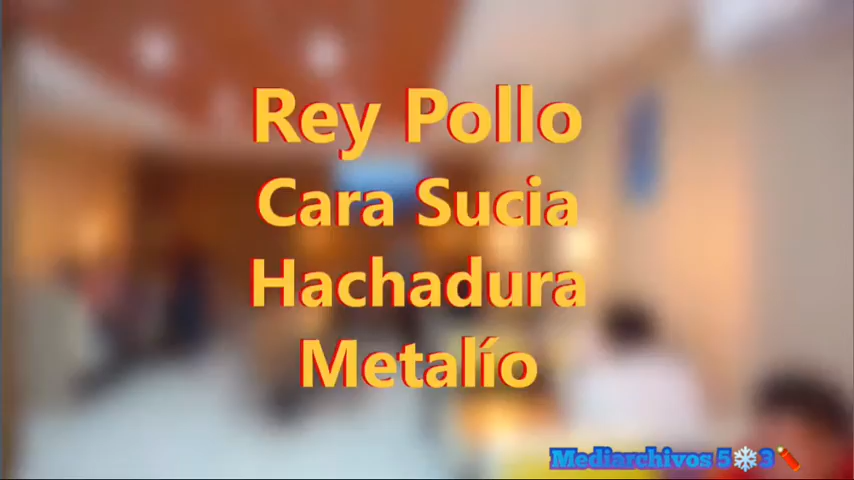 Rey Pollo
Cara Sucia
Hachadura
Metalío
Mediarchivos 5❄️3🧨